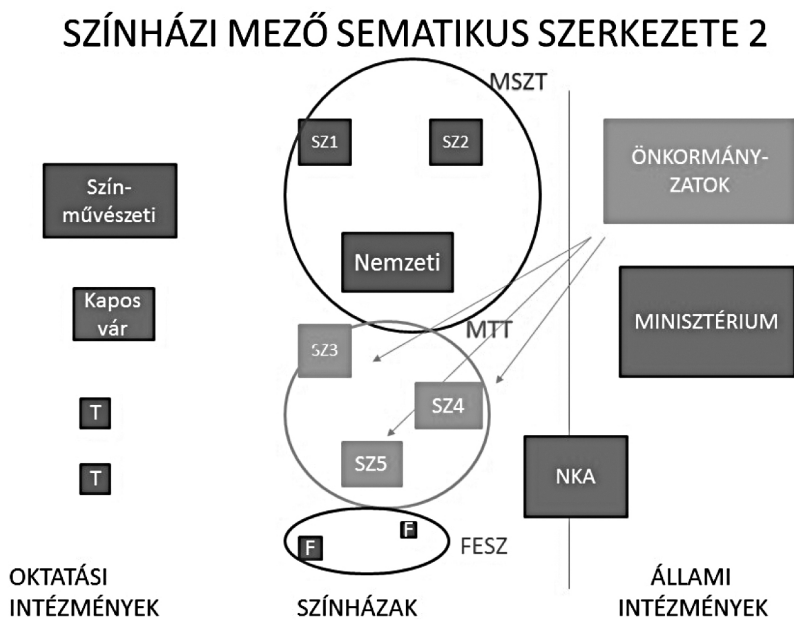 SZÍNHÁZI MEZŐ SEMATIKUS SZERKEZETE 2
MSZT
SZ1
SZ2
ÖNKORMÁNY-
ZATOK
Szín-
művészeti
Nemzeti
Kapos
vár
MINISZTÉRIUM
MTT
SZ3
SZ4
T
SZ5
T
NKA
F
F
FESZ
OKTATÁSI
INTÉZMÉNYEK
SZÍNHÁZAK
ÁLLAMI
INTÉZMÉNYEK